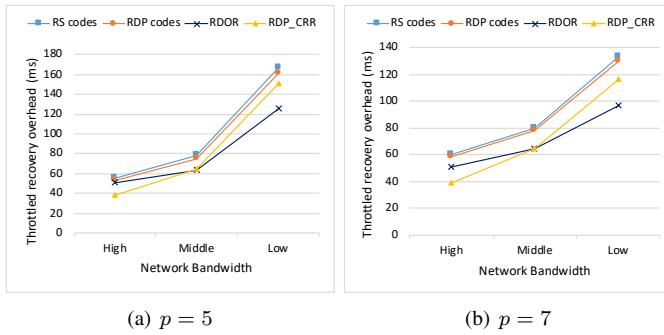 RS codes RDP codes RDOR RDP_CRR
Throttled recovery overhead (ms)
180
160
140
120
100
80
60
40
20
0
High Middle Low
Network Bandwidth
(a) p = 5
RS codes RDP codes RDOR RDP_CRR
Throttled recovery overhead (ms)
140
120
100
80
60
40
20
0
High Middle Low
Network Bandwidth
(b) p = 7